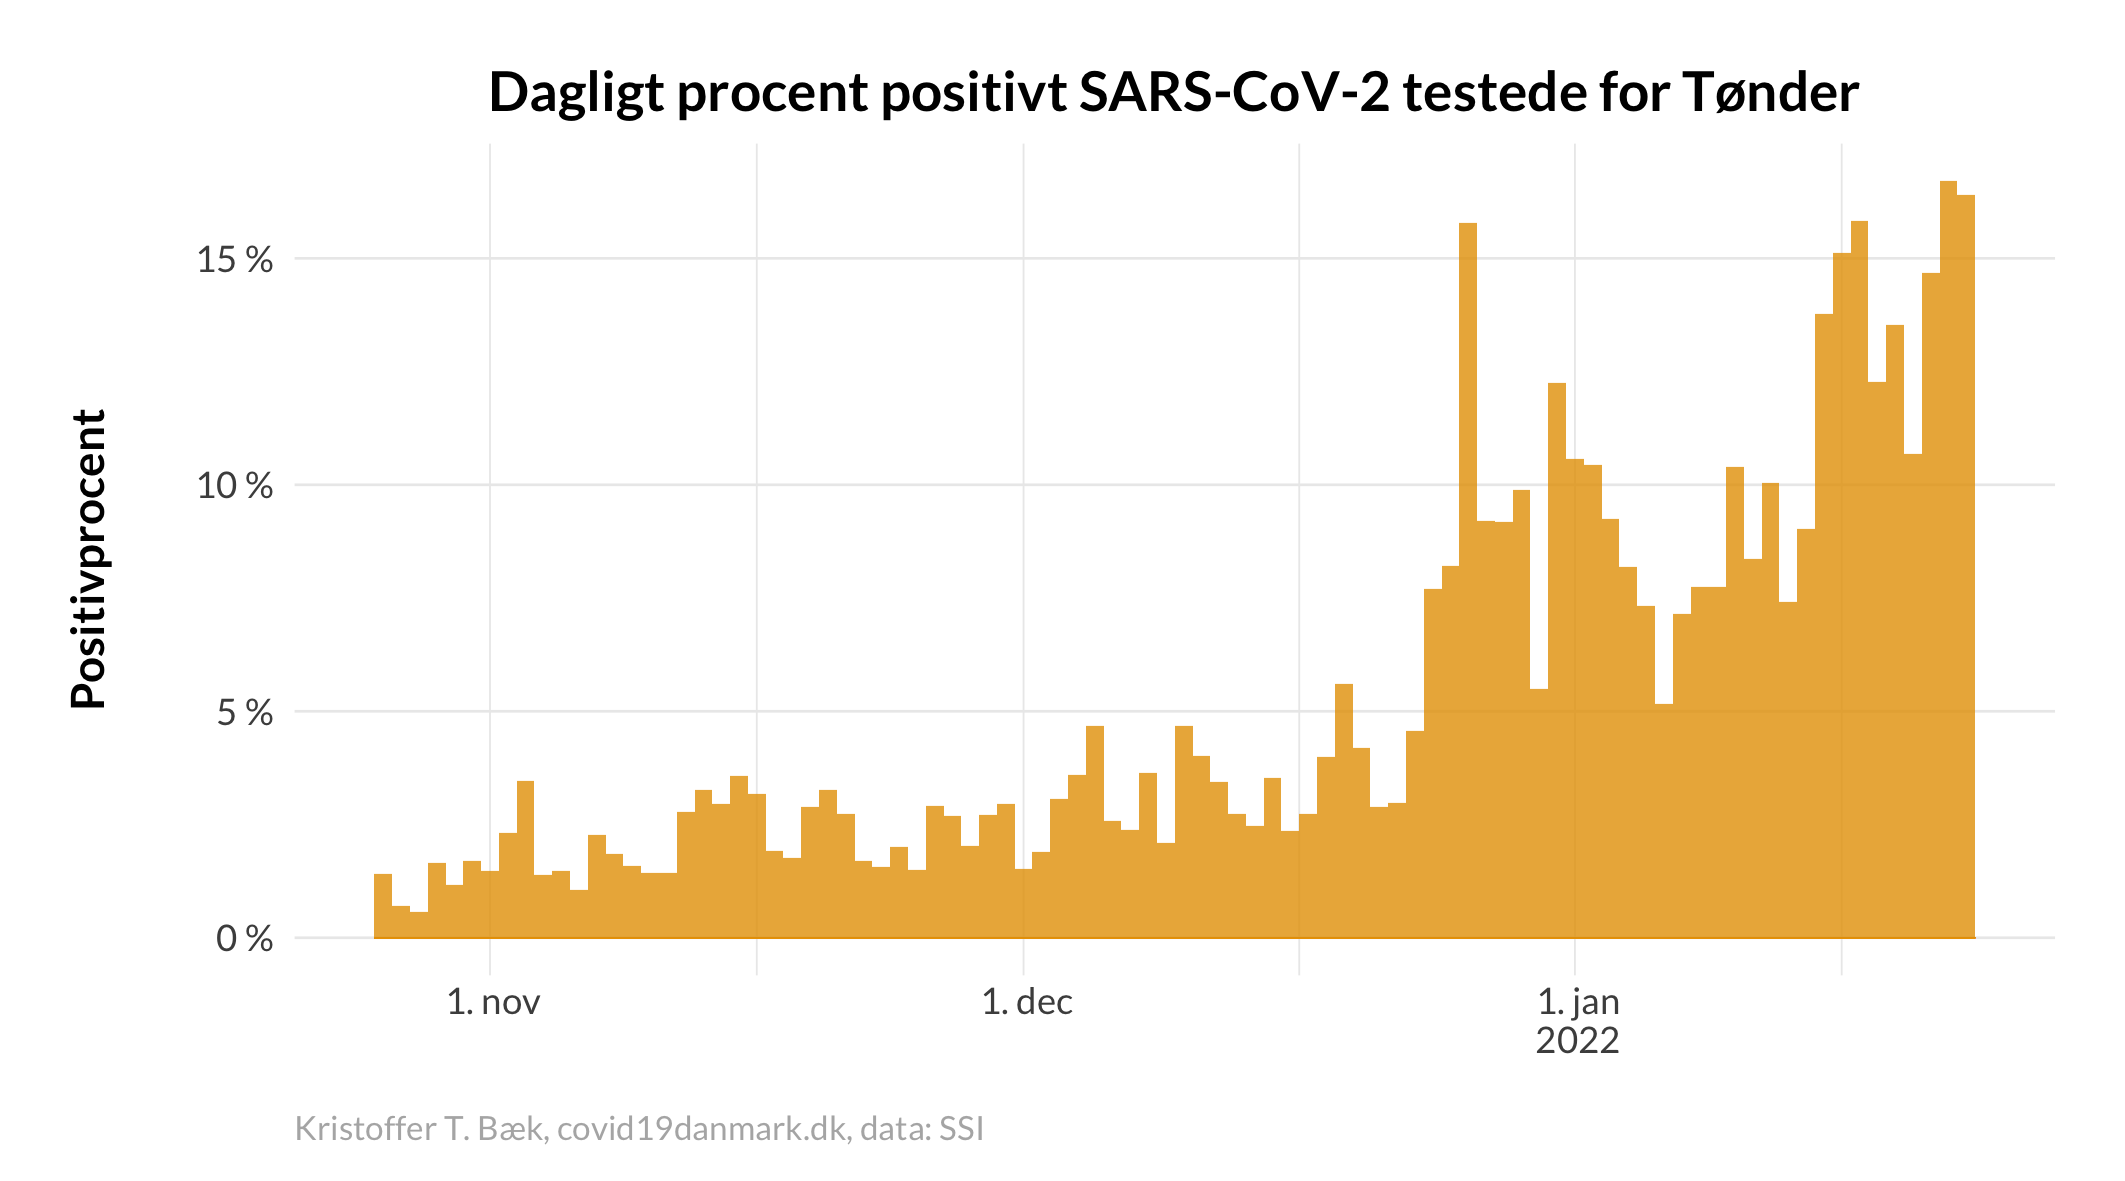 Dagligt procent positivt SARS-CoV-2 testede for Tønder
Positivprocent
15 %
10 %
5 %
0 %
1. nov
1. dec
1. jan
2022
Kristoffer T. Bæk, covid19danmark.dk, data: SSI